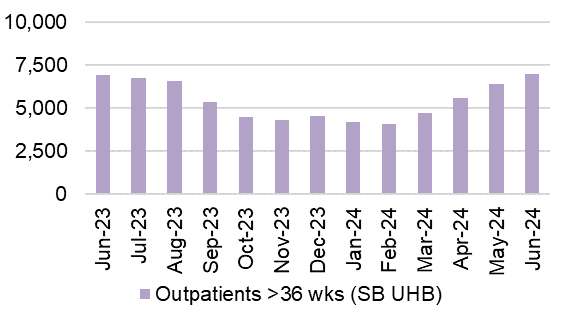 10,000
7,500
5,000
2,500
0
Jun-23
Jul-23
Aug-23
Sep-23
Oct-23
Nov-23
Dec-23
Jan-24
Feb-24
Mar-24
Apr-24
May-24
Jun-24
Outpatients >36 wks (SB UHB)